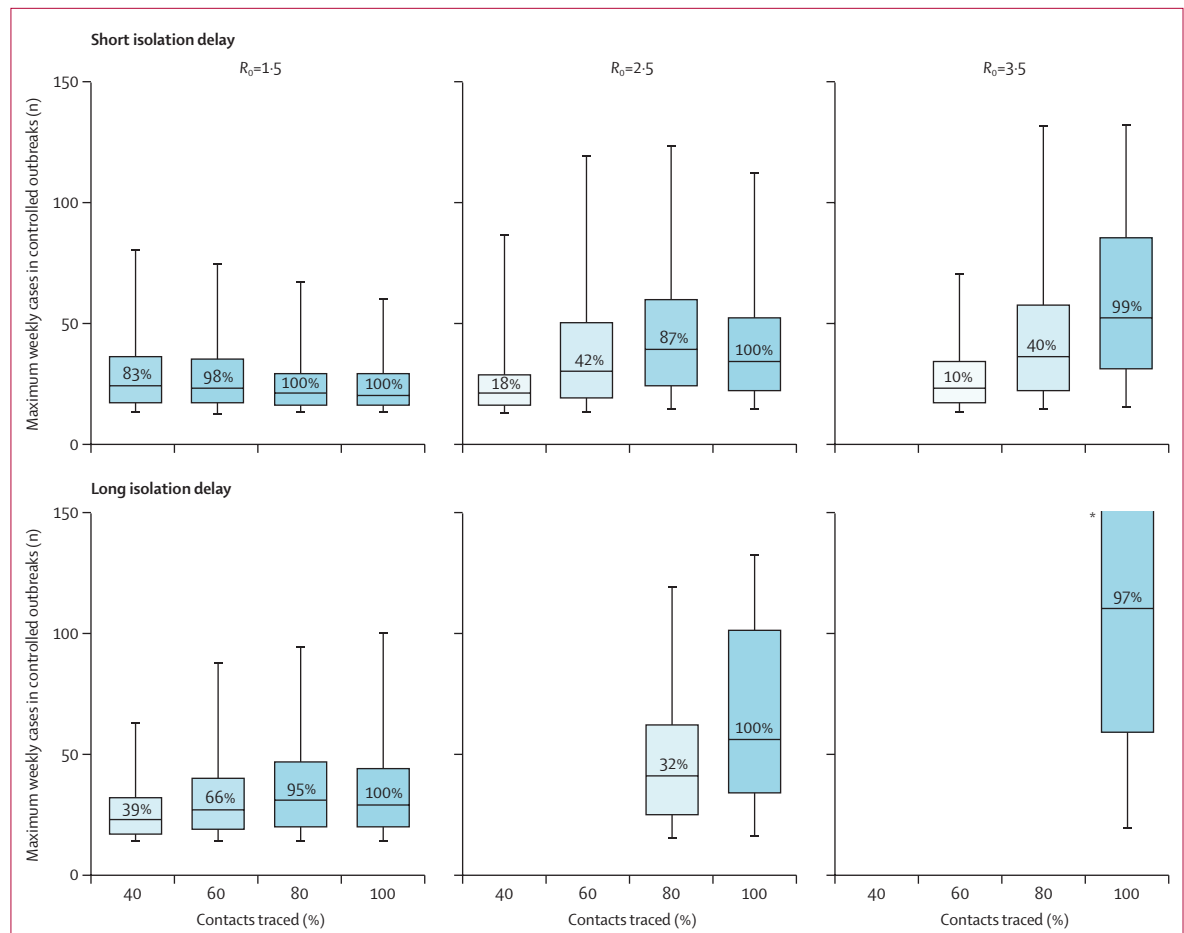 Short isolation delay
R₀=1·5
R₀=2·5
R₀=3·5
Maximum weekly cases in controlled outbreaks (n)
150
100
50
0
83%
98%
100%
100%
18%
42%
87%
100%
10%
40%
99%
Long isolation delay
Maximum weekly cases in controlled outbreaks (n)
150
100
50
0
39%
66%
95%
100%
32%
100%
*
97%
40 60 80 100
40 60 80 100
40 60 80 100
Contacts traced (%)
Contacts traced (%)
Contacts traced (%)